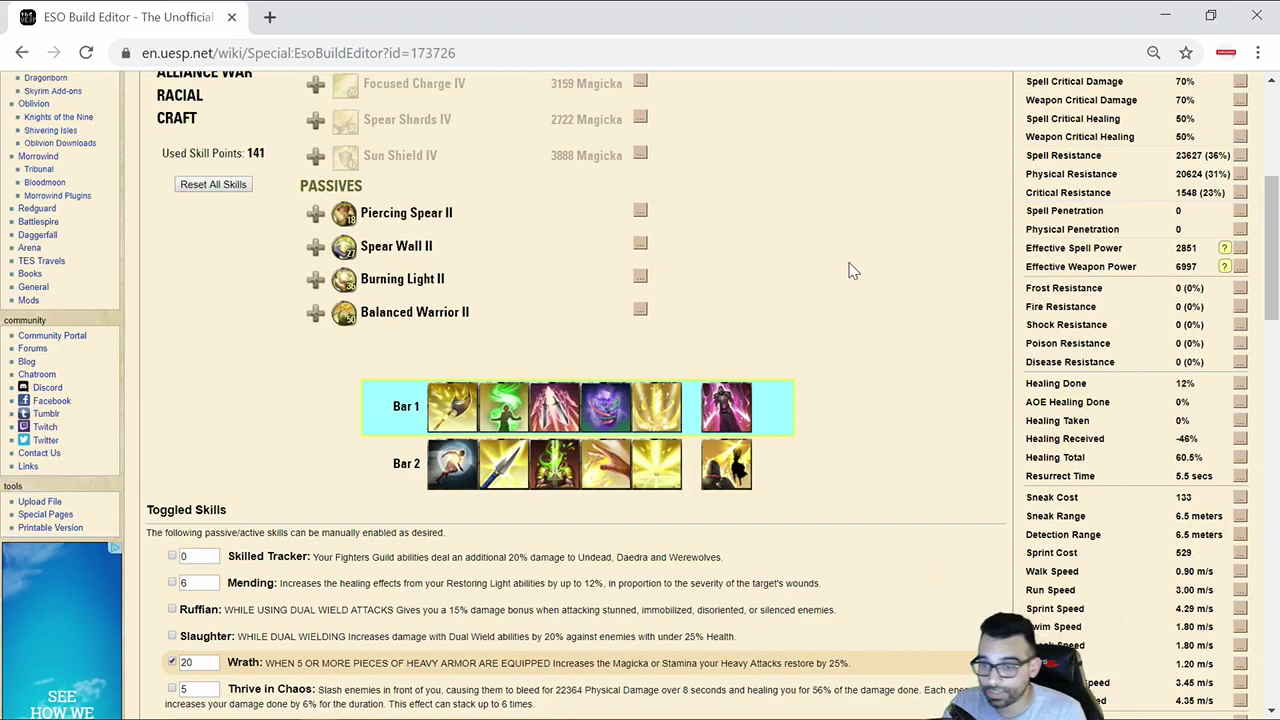 ESO Build Editor - The Unofficial
en.uesp.net/wiki/Special:EsoBuildEditor?id=173726
Dragonborn
Skyrim Add-ons
Oblivion
Knights of the Nine
Shivering Isles
Oblivion Downloads
Morrowind
Tribunal
Bloodmoon
Morrowind Plugins
Redguard
Battlespire
Daggerfall
Arena
TES Travels
Books
General
Mods
community
Community Portal
Forums
Blog
Chatroom
Discord
Facebook
Tumblr
Twitch
Twitter
Contact Us
Links
tools
Upload File
Special Pages
Printable Version
SEE
HOW WE
ALLIANCE WAR
RACIAL
CRAFT
Used Skill Points: 141
Reset All Skills
Focused Charge IV 3159 Magicka ...
Spear Shards IV 2722 Magicka ...
Sun Shield IV 3888 Magicka ...
PASSIVES
Piercing Spear II ...
Spear Wall II ...
Burning Light II ...
Balanced Warrior II ...
Bar 1
Bar 2
Toggled Skills
The following passive/active skills can be manually enabled as desired.
0 Skilled Tracker: Your Fighters Guild abilities deal an additional 20% damage to Undead, Daedra and Werewolves.
6 Mending: Increases the healing effects from your Restoring Light abilities by up to 12%, in proportion to the severity of the target's wounds.
Ruffian: WHILE USING DUAL WIELD ATTACKS Gives you a 15% damage bonus when attacking stunned, immobilized, disoriented, or silenced enemies.
Slaughter: WHILE DUAL WIELDING Increases damage with Dual Wield abilities by 20% against enemies with under 25% Health.
20 Wrath: WHEN 5 OR MORE PIECES OF HEAVY ARMOR ARE EQUIPPED Increases the Magicka or Stamina your Heavy Attacks restore by 25%.
5 Thrive in Chaos: Slash enemies in front of you, causing them to bleed for 22364 Physical Damage over 8 seconds and healing you for 56% of the damage done. Each
increases your damage done by 6% for the duration. This effect can stack up to 6 times
Spell Critical Damage 70% ...
Weapon Critical Damage 70% ...
Spell Critical Healing 50% ...
Weapon Critical Healing 50% ...
Spell Resistance 23627 (36%) ...
Physical Resistance 20624 (31%) ...
Critical Resistance 1548 (23%) ...
Spell Penetration 0 ...
Physical Penetration 0 ...
Effective Spell Power 2851 ? ...
Effective Weapon Power 6997 ? ...
Frost Resistance 0 (0%) ...
Fire Resistance 0 (0%) ...
Shock Resistance 0 (0%) ...
Poison Resistance 0 (0%) ...
Disease Resistance 0 (0%) ...
Healing Done 12% ...
AOE Healing Done 0% ...
Healing Taken 0% ...
Healing Received -46% ...
Healing Total 60.5% ...
Resurrect Time 5.5 secs ...
Sneak Cost 133 ...
Sneak Range 6.5 meters ...
Detection Range 6.5 meters ...
Sprint Cost 529 ...
Walk Speed 0.90 m/s ...
Run Speed 3.00 m/s ...
Sprint Speed 4.29 m/s ...
Speed 1.80 m/s ...
Speed 1.80 m/s ...
1.20 m/s ...
Speed 3.45 m/s ...
4.35 m/s ...